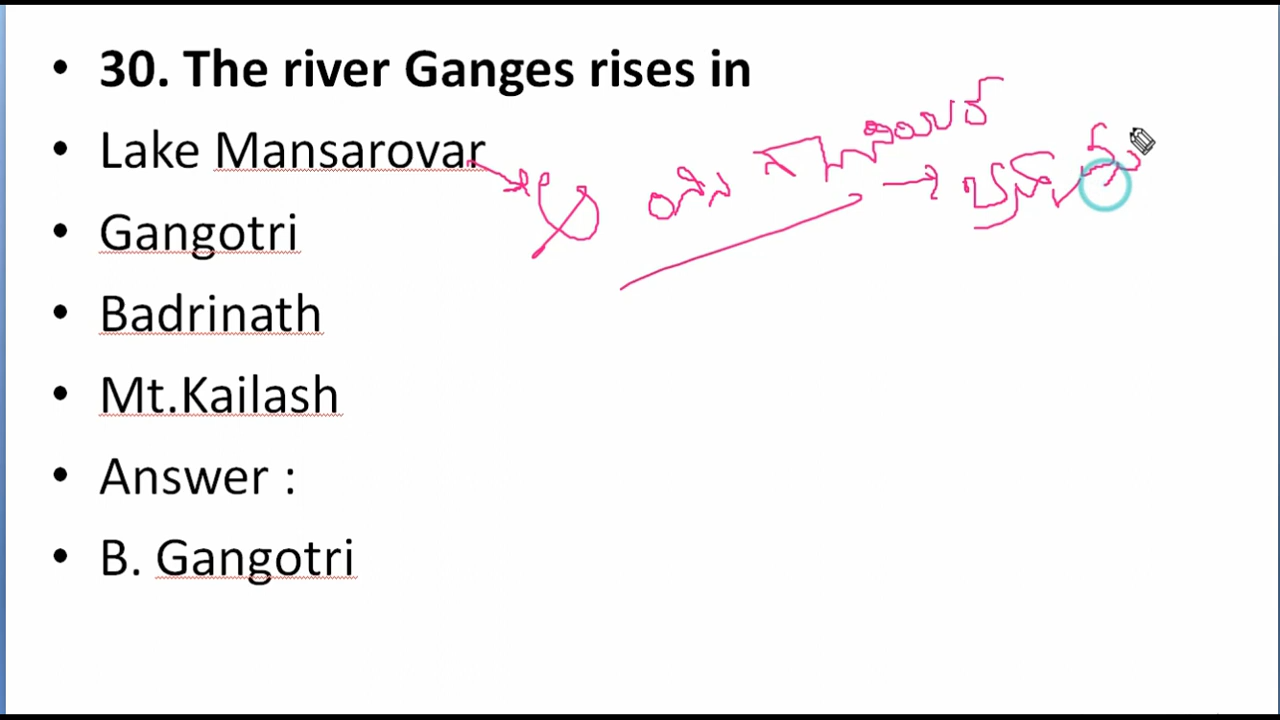 • 30. The river Ganges rises in
• Lake Mansarovar
• Gangotri
• Badrinath
• Mt.Kailash
• Answer :
• B. Gangotri